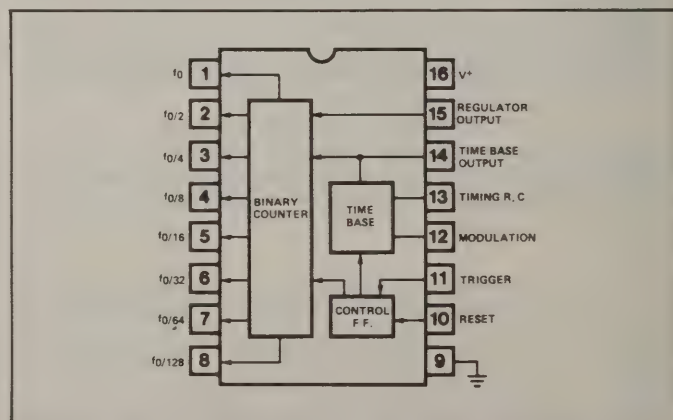 f0 1
f0/2 2
f0/4 3
f0/8 4
f0/16 5
f0/32 6
f0/64 7
f0/128 8
BINARY
COUNTER
TIME
BASE
CONTROL
F.F.
16 V+
15 REGULATOR
OUTPUT
14 TIME BASE
OUTPUT
13 TIMING R, C
12 MODULATION
11 TRIGGER
10 RESET
9